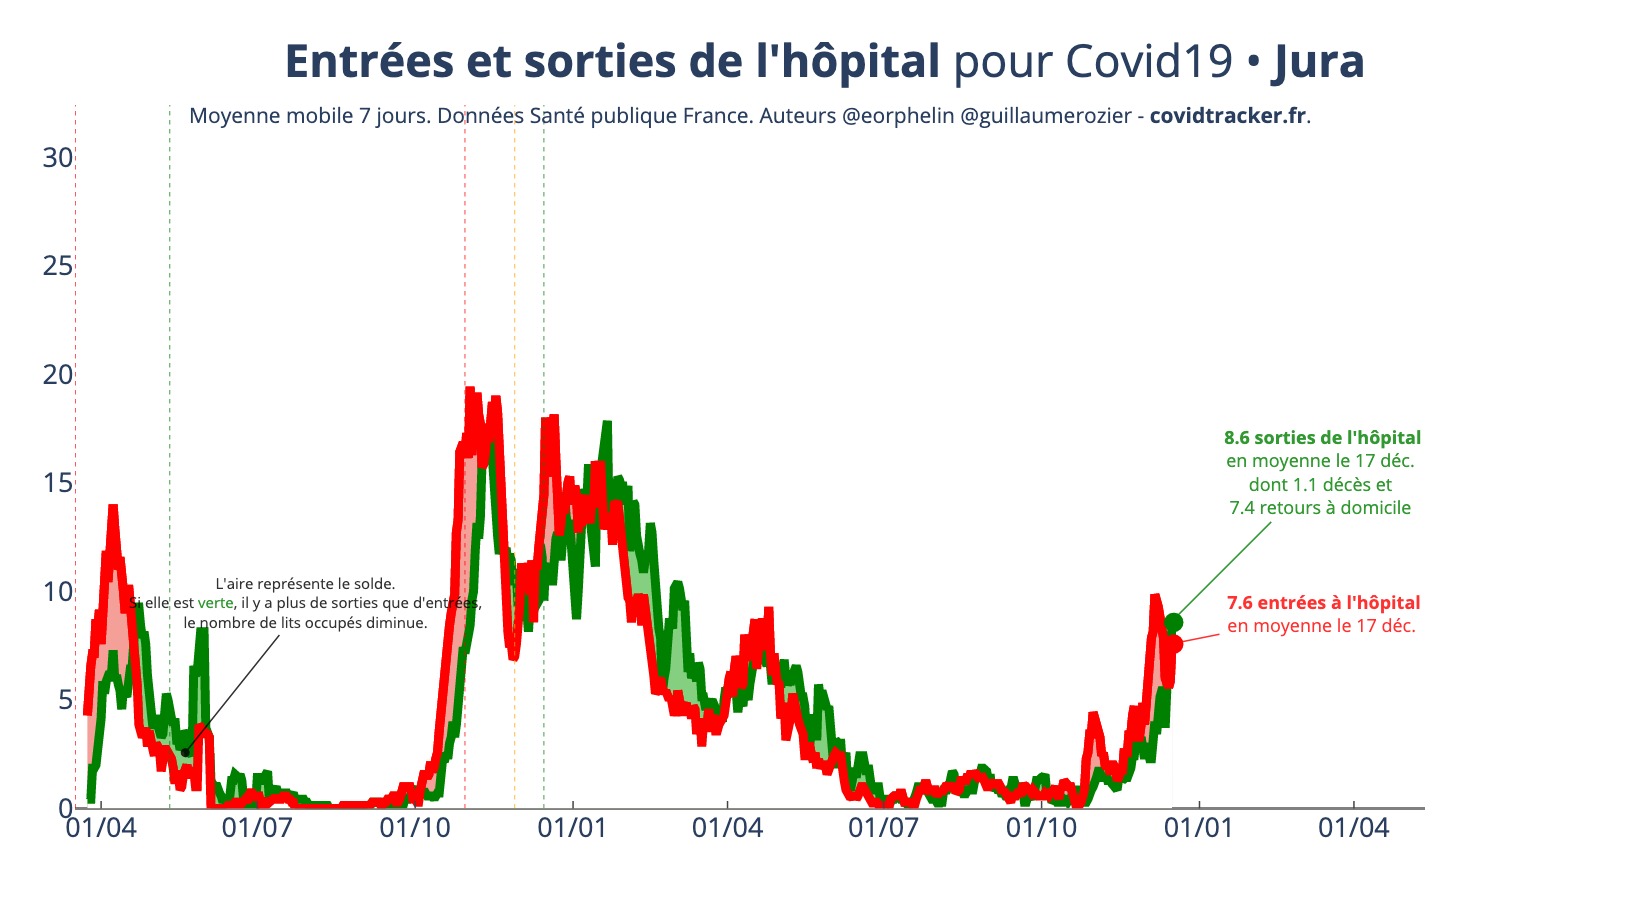 Entrées et sorties de l'hôpital pour Covid19 • Jura
Moyenne mobile 7 jours. Données Santé publique France. Auteurs @eorphelin @guillaumerozier - covidtracker.fr.
30
25
20
15
10
5
0
L'aire représente le solde.
Si elle est verte, il y a plus de sorties que d'entrées,
le nombre de lits occupés diminue.
8.6 sorties de l'hôpital
en moyenne le 17 déc.
dont 1.1 décès et
7.4 retours à domicile
7.6 entrées à l'hôpital
en moyenne le 17 déc.
01/04 01/07 01/10 01/01 01/04 01/07 01/10 01/01 01/04